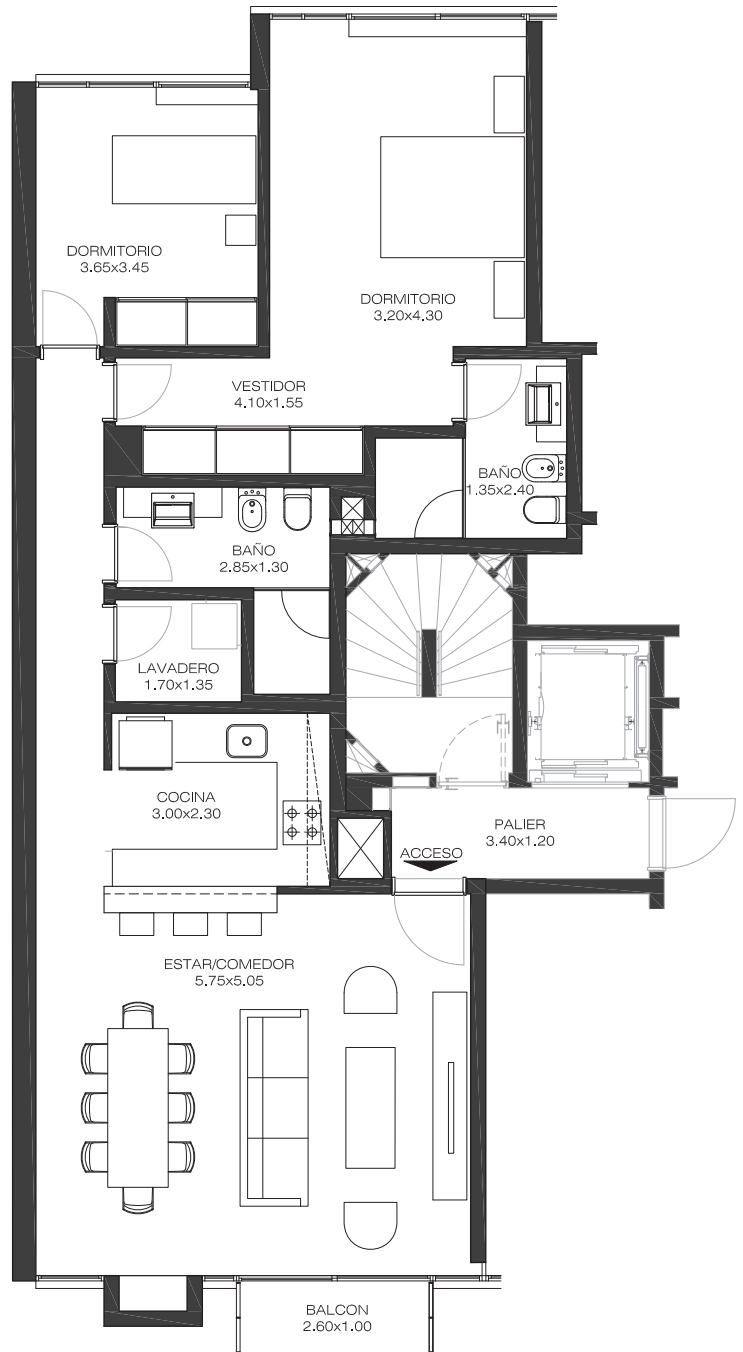 DORMITORIO
3.65x3.45
DORMITORIO
3.20x4.30
VESTIDOR
4.10x1.55
BAÑO
1.35x2.40
BAÑO
2.85x1.30
LAVADERO
1.70x1.35
COCINA
3.00x2.30
PALIER
3.40x1.20
ACCESO
ESTAR/COMEDOR
5.75x5.05
BALCON
2.60x1.00